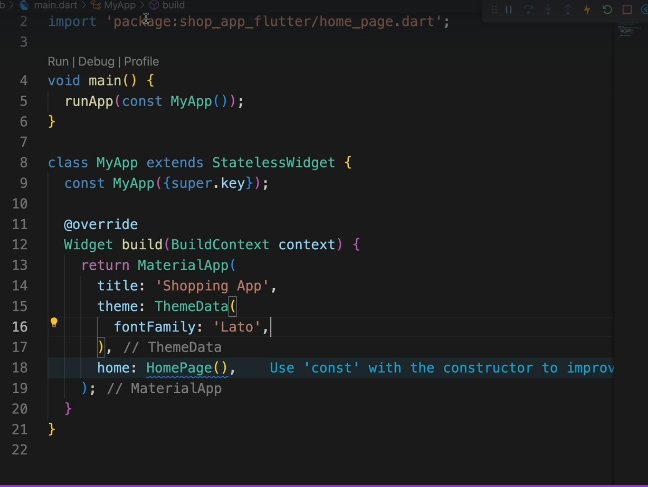 b > main.dart > MyApp > build
2 import 'package:shop_app_flutter/home_page.dart';
3
Run | Debug | Profile
4 void main() {
5 runApp(const MyApp());
6 }
7
8 class MyApp extends StatelessWidget {
9 const MyApp({super.key});
10
11 @override
12 Widget build(BuildContext context) {
13 return MaterialApp(
14 title: 'Shopping App',
15 theme: ThemeData(
16 fontFamily: 'Lato',
17 ), // ThemeData
18 home: HomePage(), Use 'const' with the constructor to improv
19 ); // MaterialApp
20 }
21 }
22